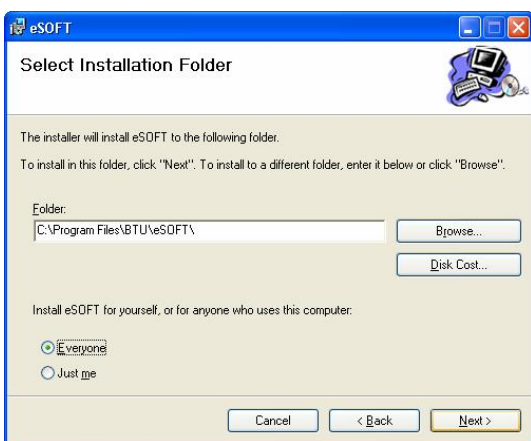 eSOFT
Select Installation Folder
The installer will install eSOFT to the following folder.
To install in this folder, click "Next". To install to a different folder, enter it below or click "Browse".
Folder:
C:\Program Files\BTU\eSOFT\
Browse...
Disk Cost...
Install eSOFT for yourself, or for anyone who uses this computer:
Everyone
Just me
Cancel
< Back
Next >